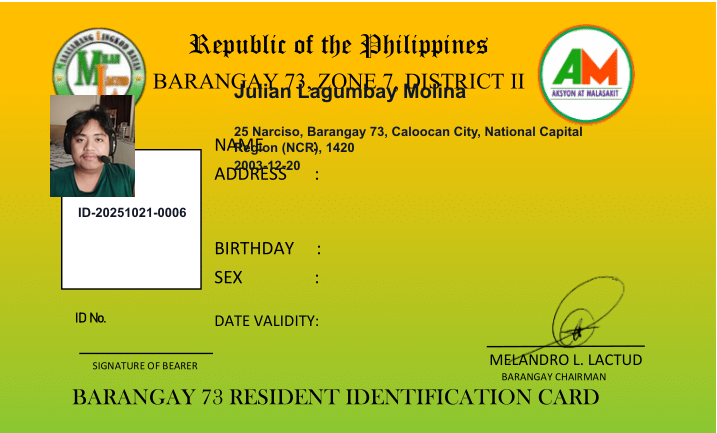 Republic of the Philippines
BARANGAY 73, ZONE 7, DISTRICT II
Julian Lagumbay Molina
AM
AKSYON AT MALASAKIT
25 Narciso, Barangay 73, Caloocan City, National Capital
Region (NCR), 1420
NAME :
2003-12-20
ADDRESS :
ID-20251021-0006
BIRTHDAY :
SEX :
ID No.
DATE VALIDITY:
SIGNATURE OF BEARER
MELANDRO L. LACTUD
BARANGAY CHAIRMAN
BARANGAY 73 RESIDENT IDENTIFICATION CARD